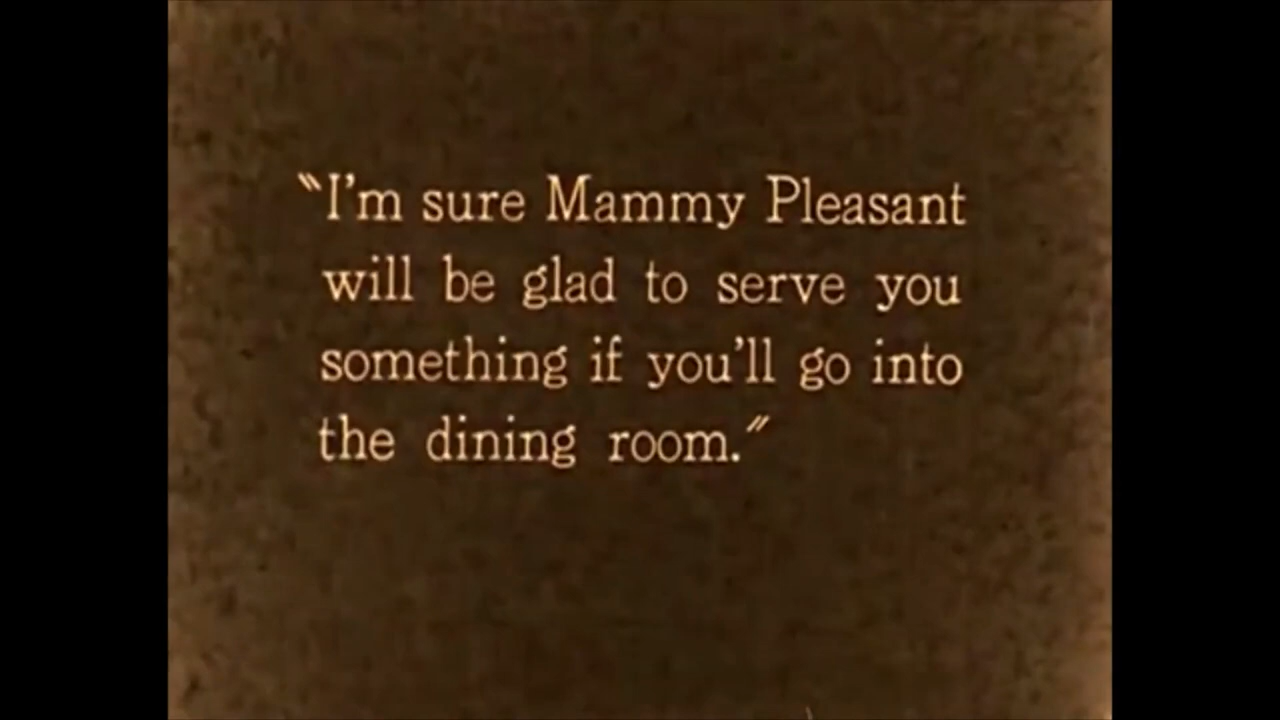 "I'm sure Mammy Pleasant
will be glad to serve you
something if you'll go into
the dining room."